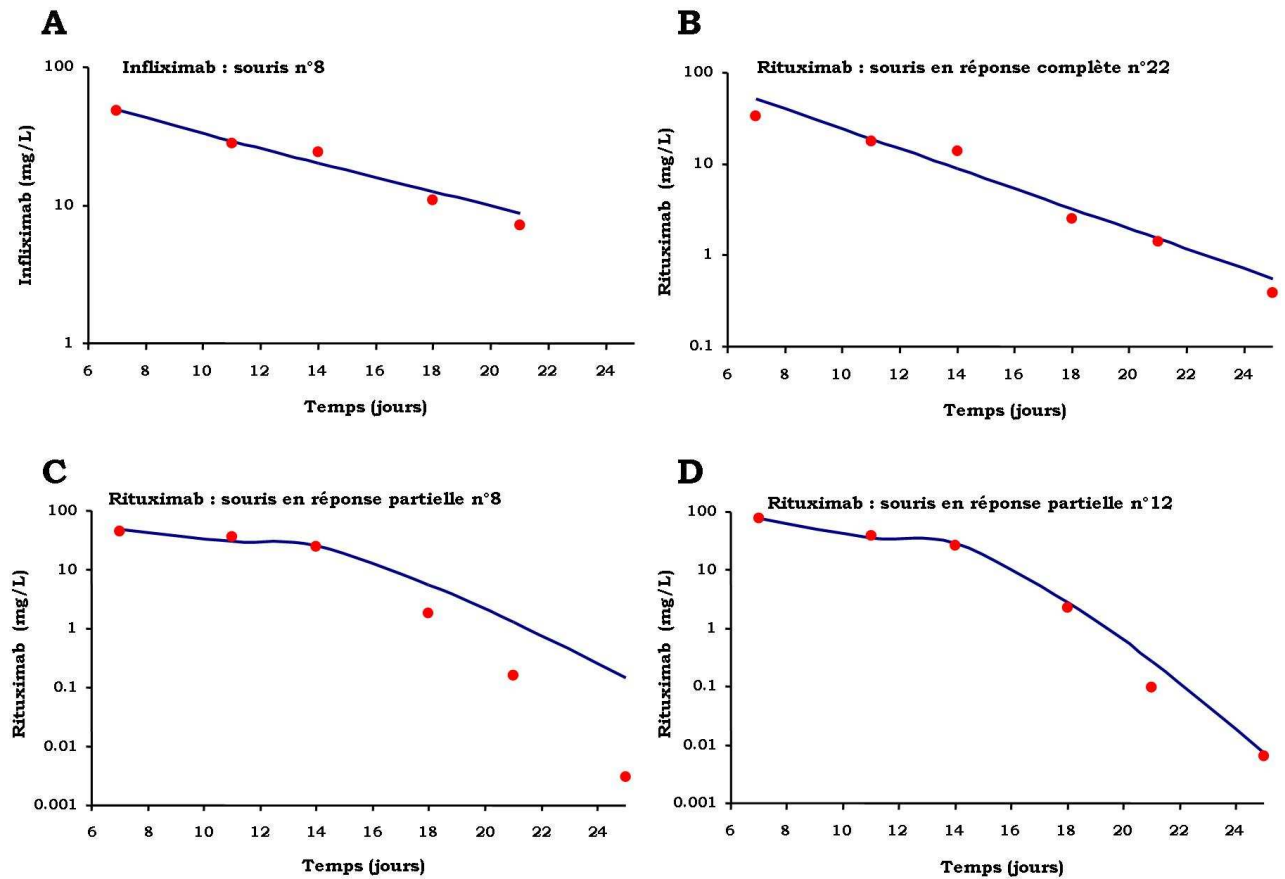 A
Infliximab : souris n°8
100
10
1
Infliximab (mg/L)
6 8 10 12 14 16 18 20 22 24
Temps (jours)
B
Rituximab : souris en réponse complète n°22
100
10
1
0.1
Rituximab (mg/L)
6 8 10 12 14 16 18 20 22 24
Temps (jours)
C
Rituximab : souris en réponse partielle n°8
100
10
1
0.1
0.01
0.001
Rituximab (mg/L)
6 8 10 12 14 16 18 20 22 24
Temps (jours)
D
Rituximab : souris en réponse partielle n°12
100
10
1
0.1
0.01
0.001
Rituximab (mg/L)
6 8 10 12 14 16 18 20 22 24
Temps (jours)